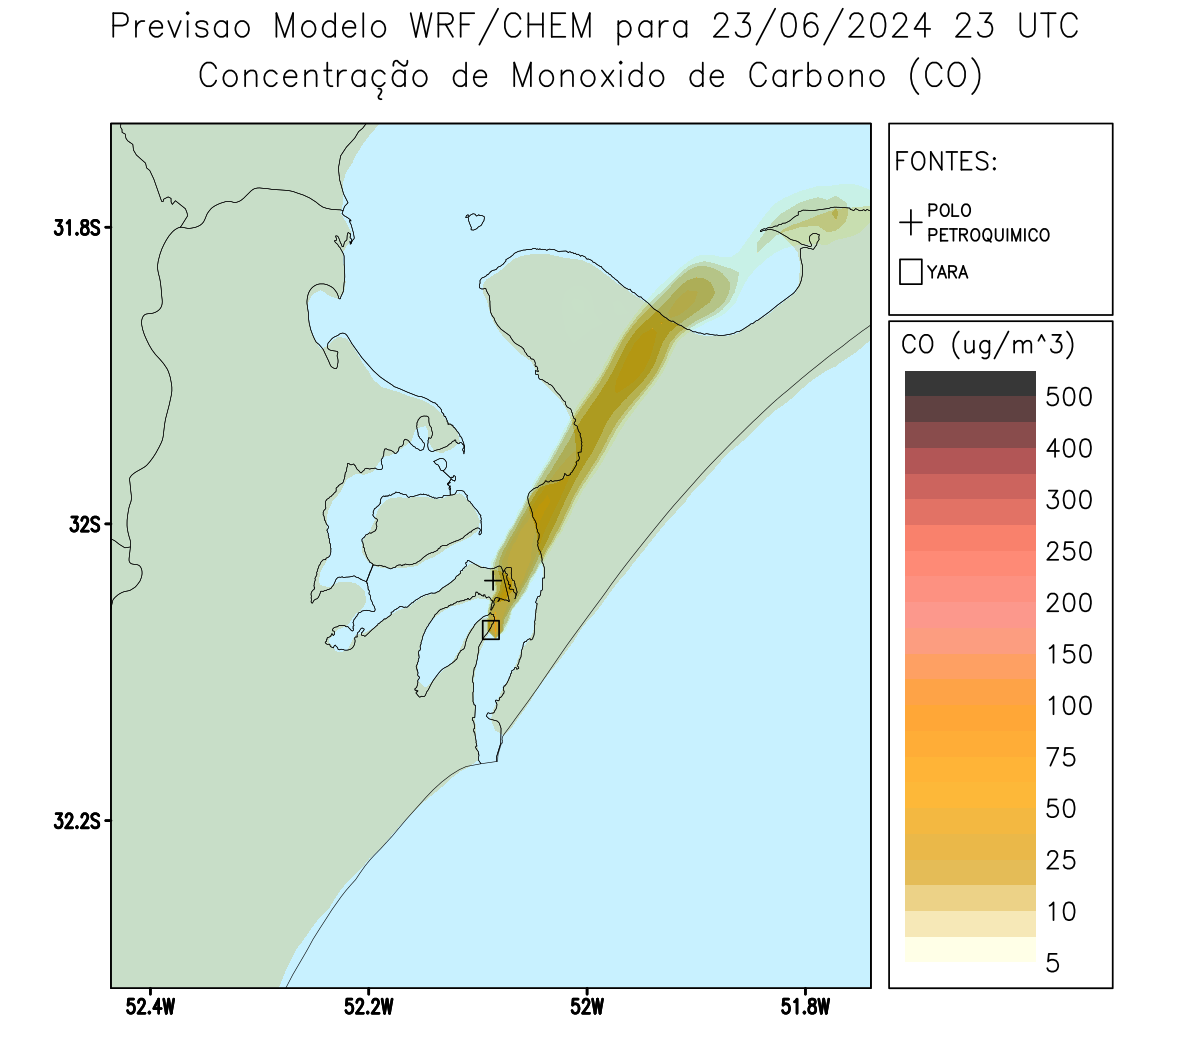 Previsao Modelo WRF/CHEM para 23/06/2024 23 UTC
Concentração de Monoxido de Carbono (CO)
FONTES:
POLO
PETROQUIMICO
YARA
CO (ug/m^3)
500
400
300
250
200
150
100
75
50
25
10
5
31.8S
32S
32.2S
52.4W
52.2W
52W
51.8W